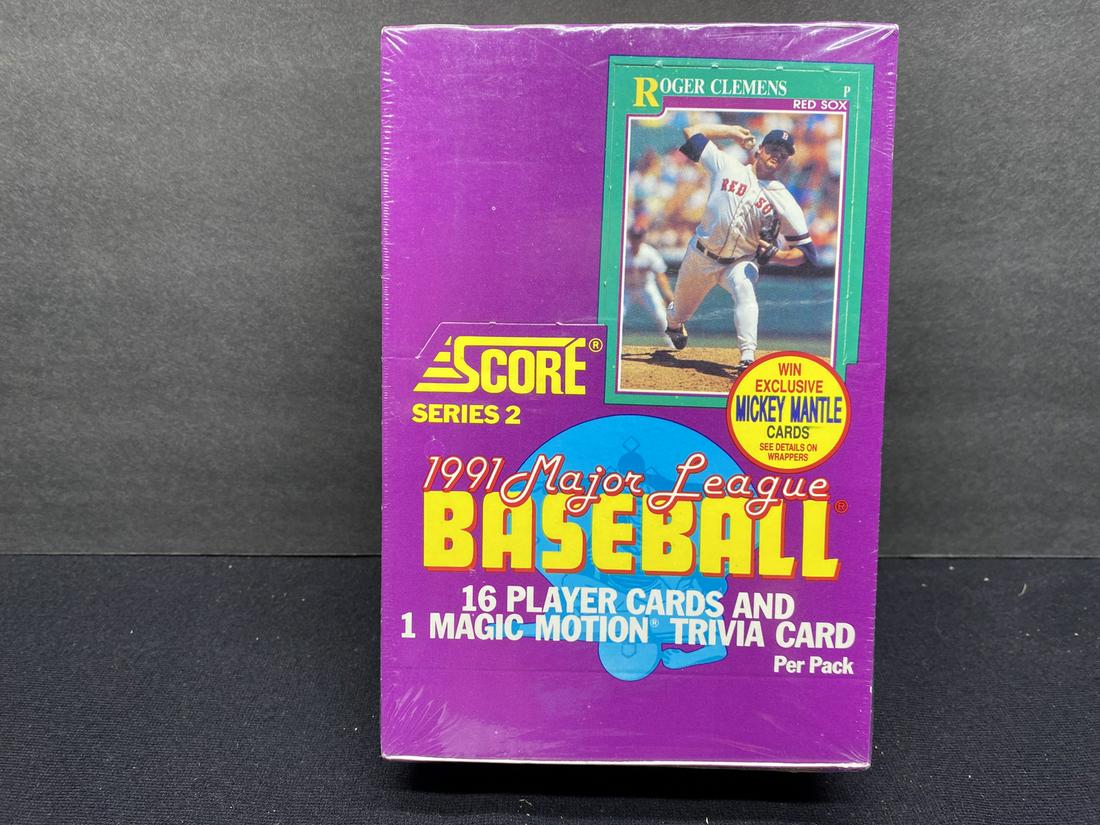 ROGER CLEMENS P
RED SOX
B
RED SO
SCORE®
SERIES 2
WIN
EXCLUSIVE
MICKEY MANTLE
CARDS
SEE DETAILS ON
WRAPPERS
1991 Major League
BASEBALL®
16 PLAYER CARDS AND
1 MAGIC MOTION® TRIVIA CARD
Per Pack